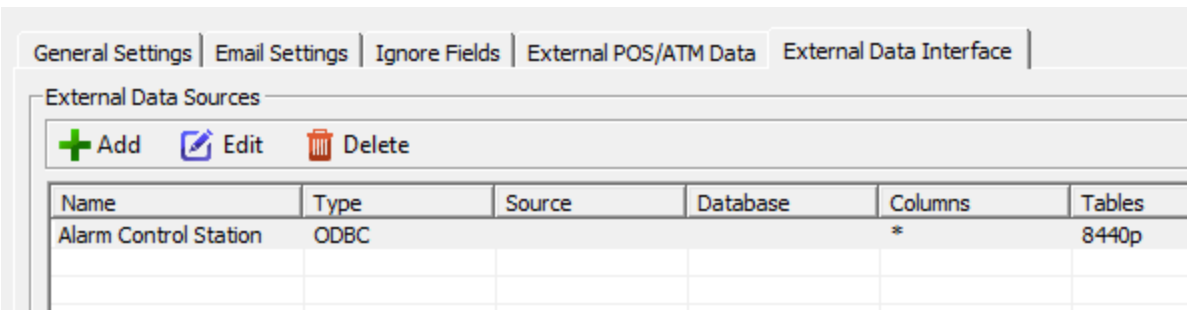 General Settings Email Settings Ignore Fields External POS/ATM Data External Data Interface
External Data Sources
Add Edit Delete
Name Type Source Database Columns Tables
Alarm Control Station ODBC * 8440p